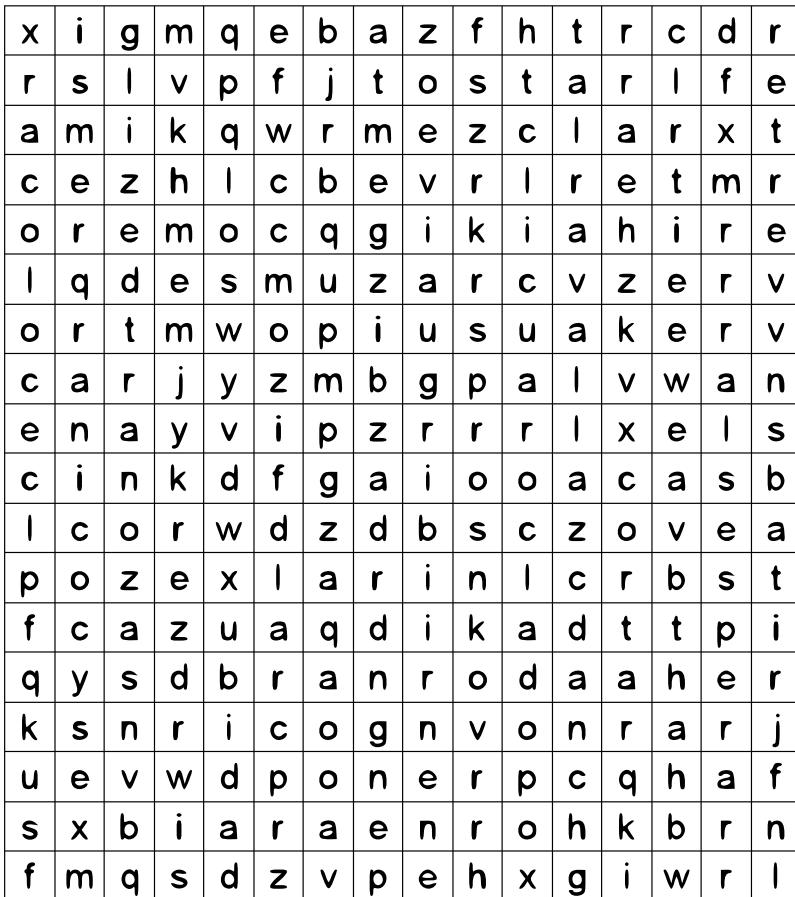 x i g m q e b a z f h t r c d r
r s l v p f j t o s t a r l f e
a m i k q w r m e z c l a r x t
c e z h l c b e v r l r e t m r
o r e m o c q g i k i a h i r e
l q d e s m u z a r c v z e r v
o r t m w o p i u s u a k e r v
c a r j y z m b g p a l v w a n
e n a y v i p z r r r l x e l s
c i n k d f g a i o o a c a s b
l c o r w d z d b s c z o v e a
p o z e x l a r i n l c r b s t
f c a z u a q d i k a d t t p i
q y s d b r a n r o d a a h e r
k s n r i c o g n v o n r a r j
u e v w d p o n e r p c q h a f
s x b i a r a e n r o h k b r n
f m q s d z v p e h x g i w r l